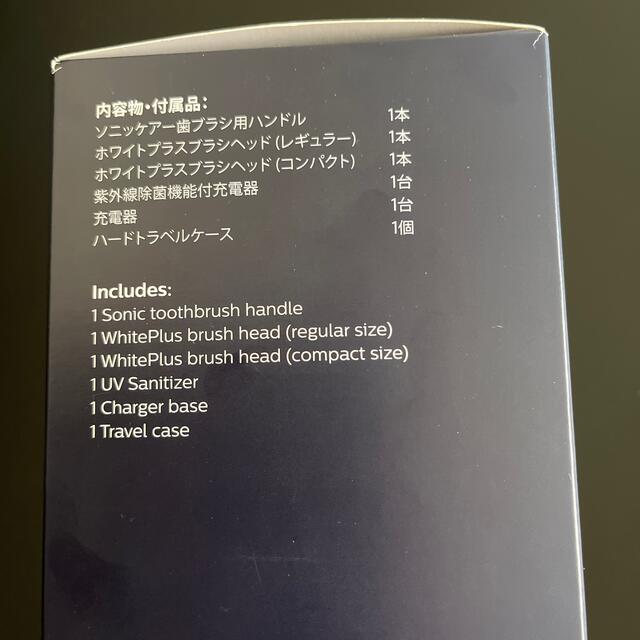 内容物・付属品：
ソニッケアー歯ブラシ用ハンドル 1本
ホワイトプラスブラシヘッド(レギュラー) 1本
ホワイトプラスブラシヘッド(コンパクト) 1本
紫外線除菌機能付充電器 1台
充電器 1台
ハードトラベルケース 1個
Includes:
1 Sonic toothbrush handle
1 WhitePlus brush head (regular size)
1 WhitePlus brush head (compact size)
1 UV Sanitizer
1 Charger base
1 Travel case